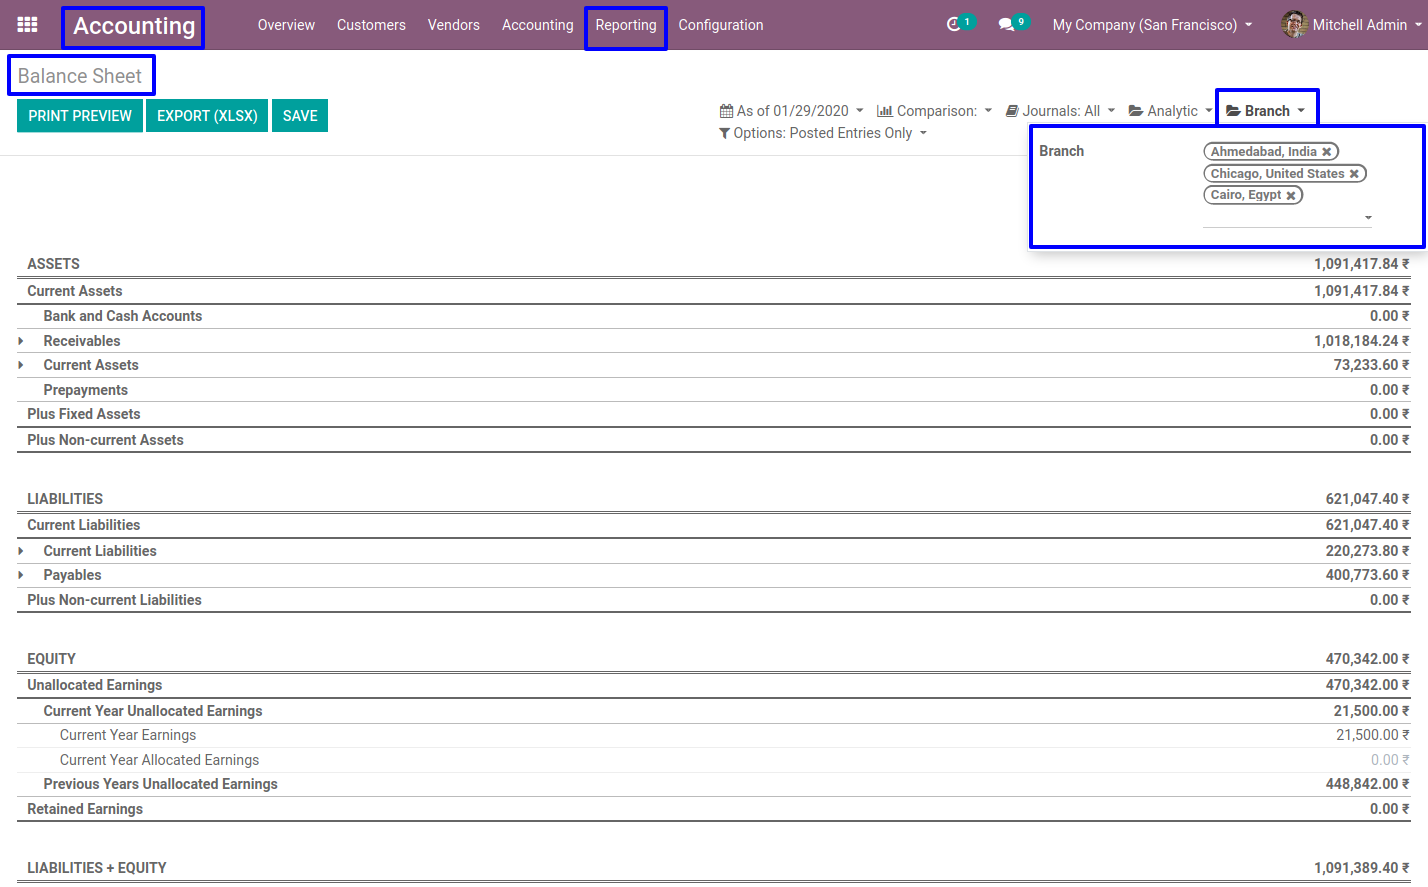 Accounting Overview Customers Vendors Accounting Reporting Configuration 1 9 My Company (San Francisco) Mitchell Admin
Balance Sheet
PRINT PREVIEW EXPORT (XLSX) SAVE
As of 01/29/2020 Comparison: Journals: All Analytic Branch
Options: Posted Entries Only
Branch Ahmedabad, India ✖
Chicago, United States ✖
Cairo, Egypt ✖
ASSETS 1,091,417.84 ₹
Current Assets 1,091,417.84 ₹
Bank and Cash Accounts 0.00 ₹
Receivables 1,018,184.24 ₹
Current Assets 73,233.60 ₹
Prepayments 0.00 ₹
Plus Fixed Assets 0.00 ₹
Plus Non-current Assets 0.00 ₹
LIABILITIES 621,047.40 ₹
Current Liabilities 621,047.40 ₹
Current Liabilities 220,273.80 ₹
Payables 400,773.60 ₹
Plus Non-current Liabilities 0.00 ₹
EQUITY 470,342.00 ₹
Unallocated Earnings 470,342.00 ₹
Current Year Unallocated Earnings 21,500.00 ₹
Current Year Earnings 21,500.00 ₹
Current Year Allocated Earnings 0.00 ₹
Previous Years Unallocated Earnings 448,842.00 ₹
Retained Earnings 0.00 ₹
LIABILITIES + EQUITY 1,091,389.40 ₹